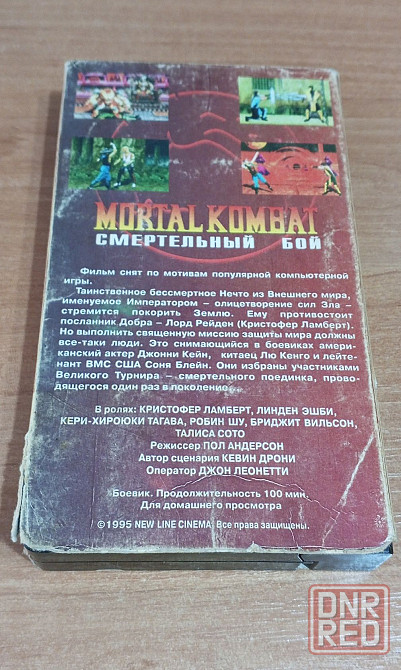 MORTAL KOMBAT
СМЕРТЕЛЬНЫЙ БОЙ
Фильм снят по мотивам популярной компьютерной
игры.
Таинственное бессмертное Нечто из Внешнего мира,
именуемое Императором – олицетворение сил Зла –
стремится покорить Землю. Ему противостоит
посланник Добра – Лорд Рейден (Кристофер Ламберт).
Но выполнить священную миссию защиты мира должны
все-таки люди. Это снимающийся в боевиках амери-
канский актер Джонни Кейн, китаец Лю Кенго и лейте-
нант ВМС США Соня Блейн. Они избраны участниками
Великого Турнира – смертельного поединка, прово-
дящегося один раз в поколение...
В ролях: КРИСТОФЕР ЛАМБЕРТ, ЛИНДЕН ЭШБИ,
КЕРИ-ХИРОЮКИ ТАГАВА, РОБИН ШУ, БРИДЖИТ ВИЛЬСОН,
ТАЛИСА СОТО
Режиссер ПОЛ АНДЕРСОН
Автор сценария КЕВИН ДРОНИ
Оператор ДЖОН ЛЕОНЕТТИ
Боевик. Продолжительность 100 мин.
Для домашнего просмотра
©1995 NEW LINE CINEMA. Все права защищены.
DNR
RED